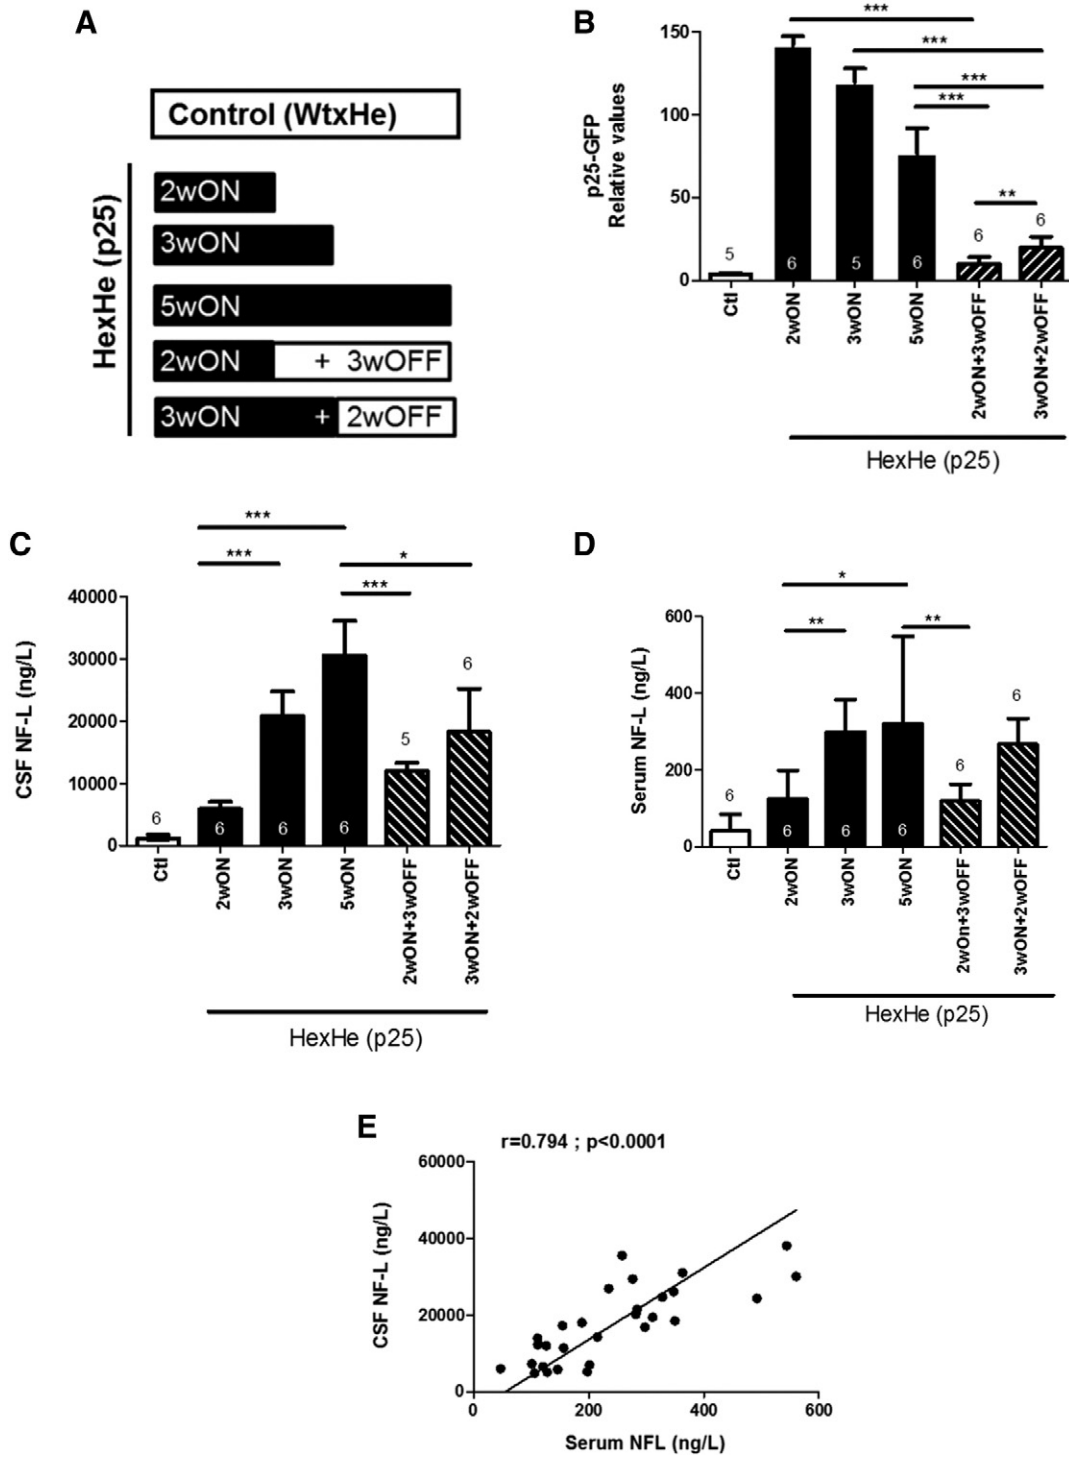 A
Control (WtxHe)
HexHe (p25)
2wON
3wON
5wON
2wON + 3wOFF
3wON + 2wOFF
B
p25-GFP
Relative values
150
100
50
0
***
***
***
***
**
5
6
5
6
6
6
Ctl
2wON
3wON
5wON
2wON+3wOFF
3wON+2wOFF
HexHe (p25)
C
CSF NF-L (ng/L)
40000
30000
20000
10000
0
***
***
*
***
6
6
6
6
5
6
Ctl
2wON
3wON
5wON
2wON+3wOFF
3wON+2wOFF
HexHe (p25)
D
Serum NF-L (ng/L)
600
400
200
0
*
**
**
6
6
6
6
6
6
Ctl
2wON
3wON
5wON
2wOn+3wOFF
3wON+2wOFF
HexHe (p25)
E
r=0.794 ; p<0.0001
CSF NF-L (ng/L)
60000
40000
20000
0
0 200 400 600
Serum NFL (ng/L)